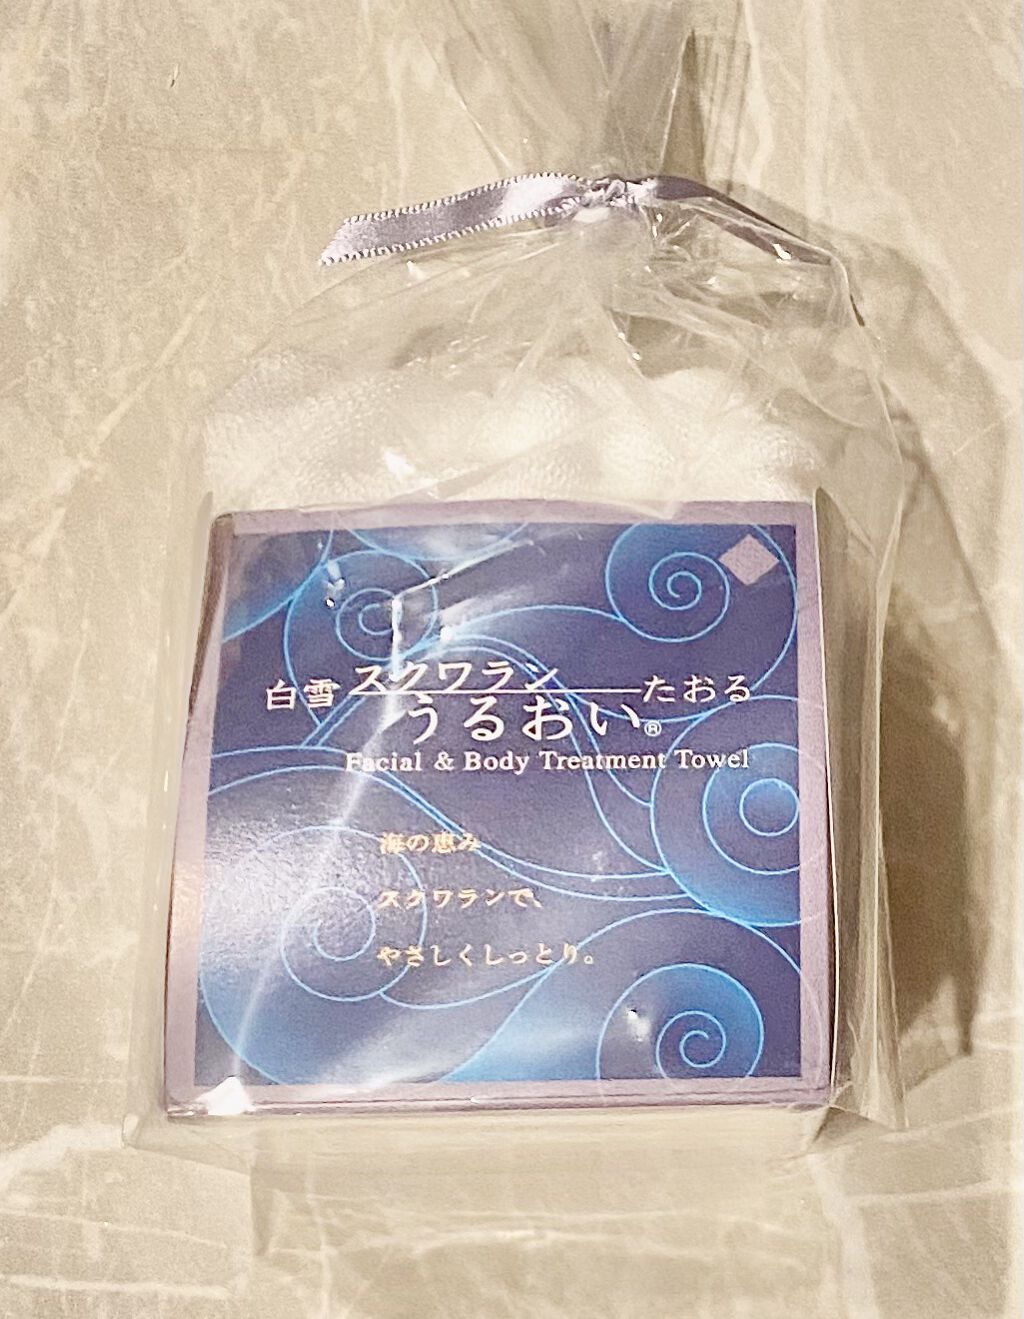 白雪スクワランうるおい®たおる
Facial & Body Treatment Towel
海の恵み
スクワランで、
やさしくしっとり。